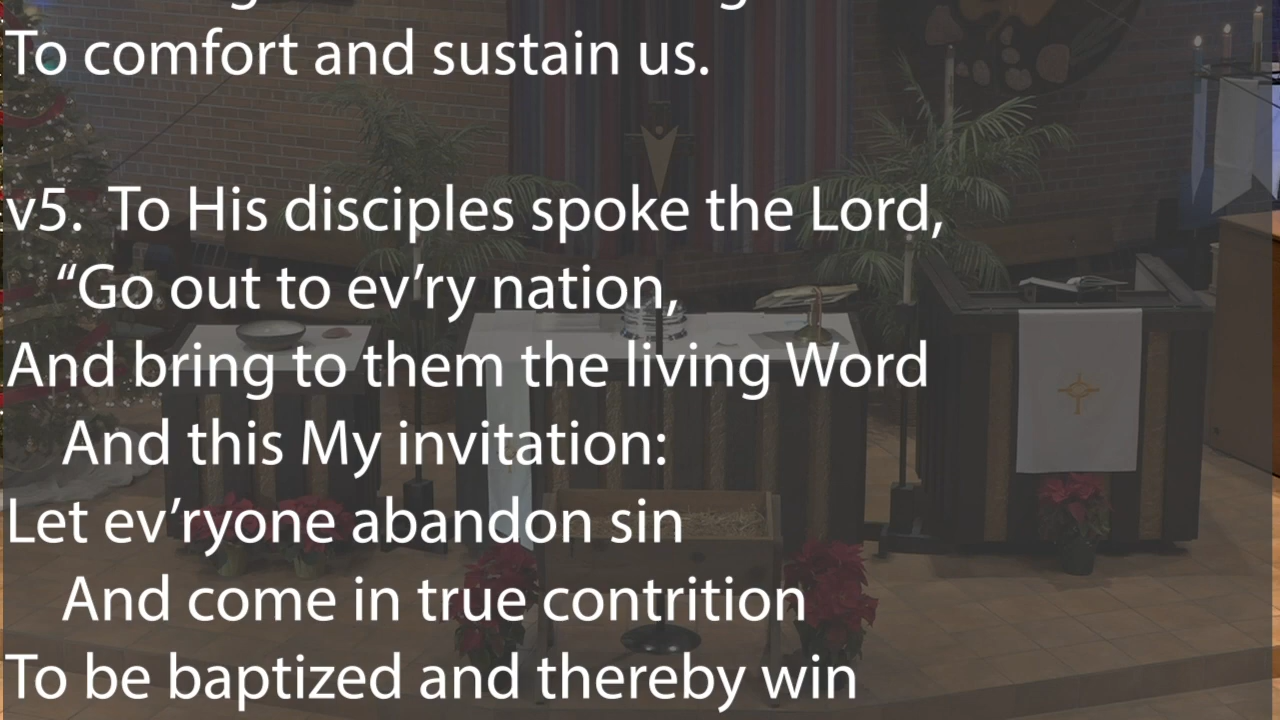 To comfort and sustain us.
v5. To His disciples spoke the Lord,
“Go out to ev’ry nation,
And bring to them the living Word
And this My invitation:
Let ev’ryone abandon sin
And come in true contrition
To be baptized and thereby win